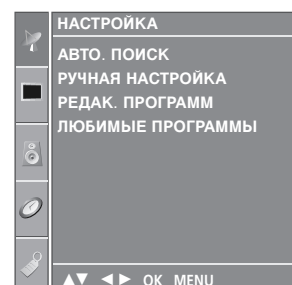 НАСТРОЙКА
АВТО. ПОИСК
РУЧНАЯ НАСТРОЙКА
РЕДАК. ПРОГРАММ
ЛЮБИМЫЕ ПРОГРАММЫ
▲▼ ◄► OK MENU